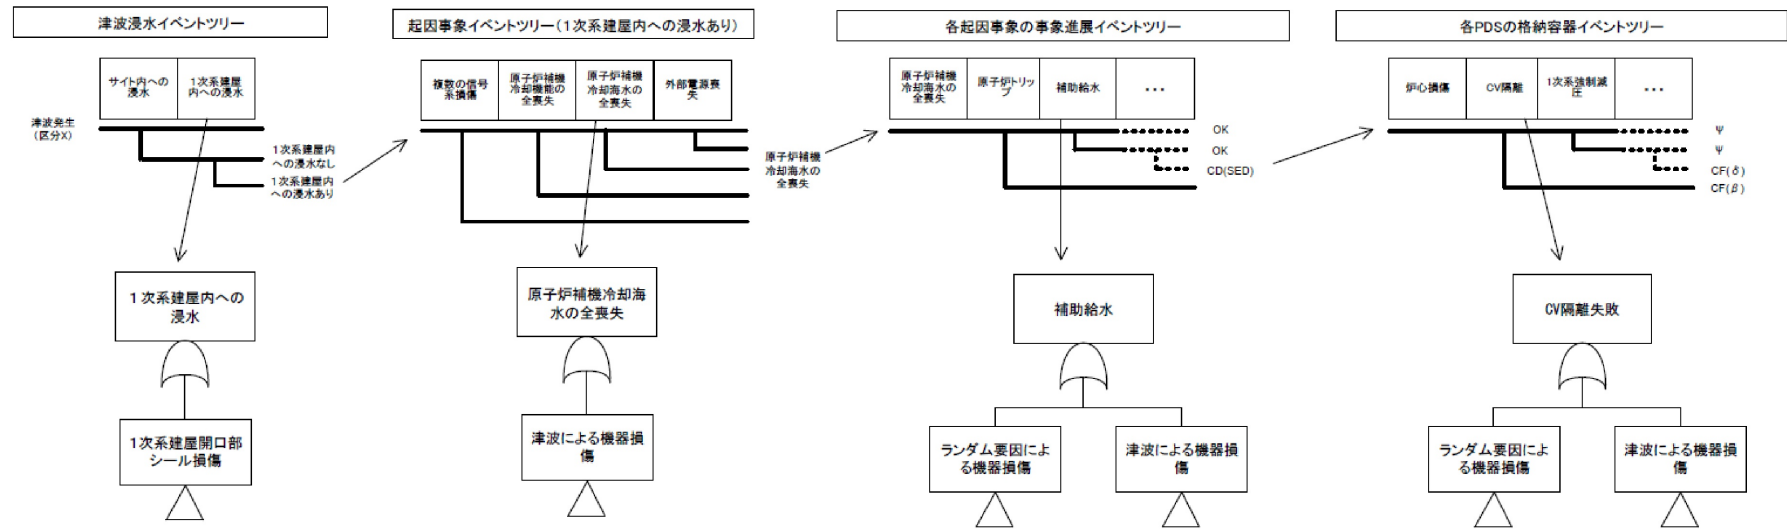 津波浸水イベントツリー
サイト内への
浸水
1次系建屋
内への浸水
津波発生
(区分X)
1次系建屋内
への浸水なし
1次系建屋内
への浸水あり
1次系建屋内への
浸水
1次系建屋開口部
シール損傷
起因事象イベントツリー(1次系建屋内への浸水あり)
複数の信号
系損傷
原子炉補機
冷却機能の
全喪失
原子炉補機
冷却海水の
全喪失
外部電源喪
失
原子炉補機
冷却海水の
全喪失
原子炉補機冷却海
水の全喪失
津波による機器損
傷
各起因事象の事象進展イベントツリー
原子炉補機
冷却海水の
全喪失
原子炉トリッ
プ
補助給水
・・・
OK
OK
CD(SED)
補助給水
ランダム要因によ
る機器損傷
津波による機器損
傷
各PDSの格納容器イベントツリー
炉心損傷
CV隔離
1次系強制減
圧
・・・
Ψ
Ψ
CF(δ)
CF(β)
CV隔離失敗
ランダム要因によ
る機器損傷
津波による機器損
傷